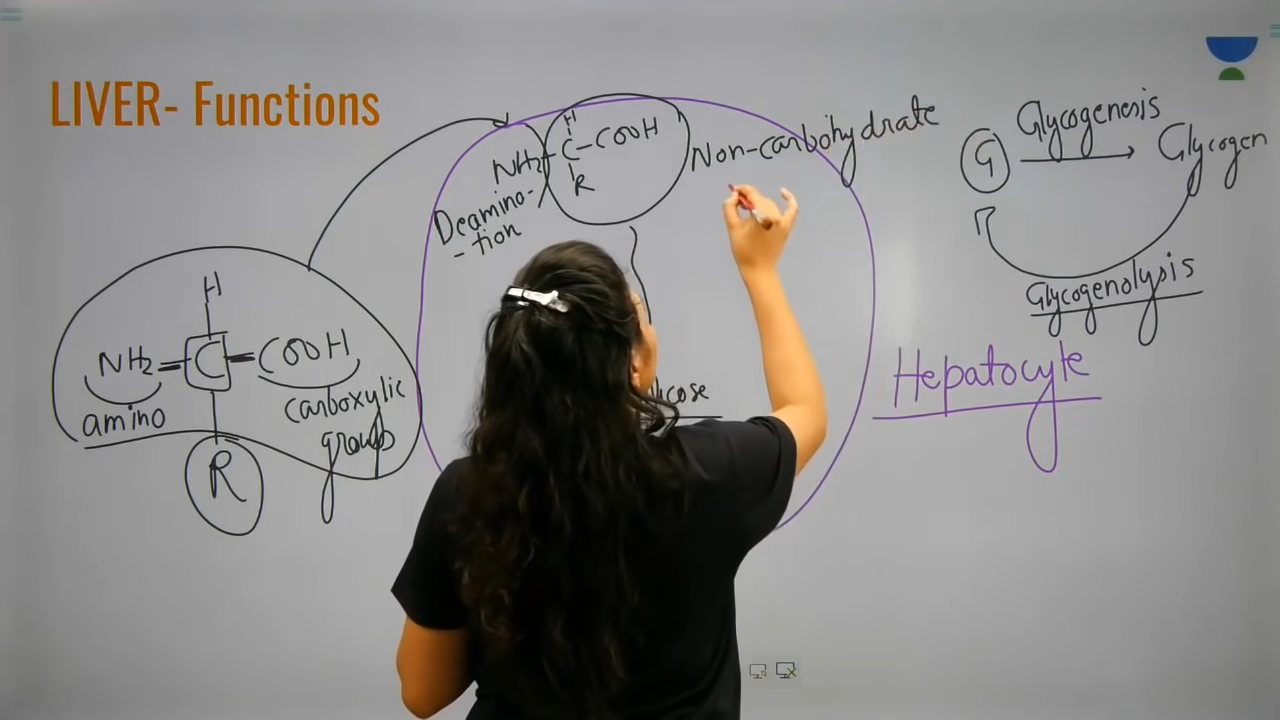 LIVER- Functions
H
NH₂-C-COOH
R
Deamino-
-tion
Non-carbohydrate
Glycogenesis
G → Glycogen
Glycogenolysis
Hepatocyte
H
NH₂=C=COOH
R
amino
carboxylic
group